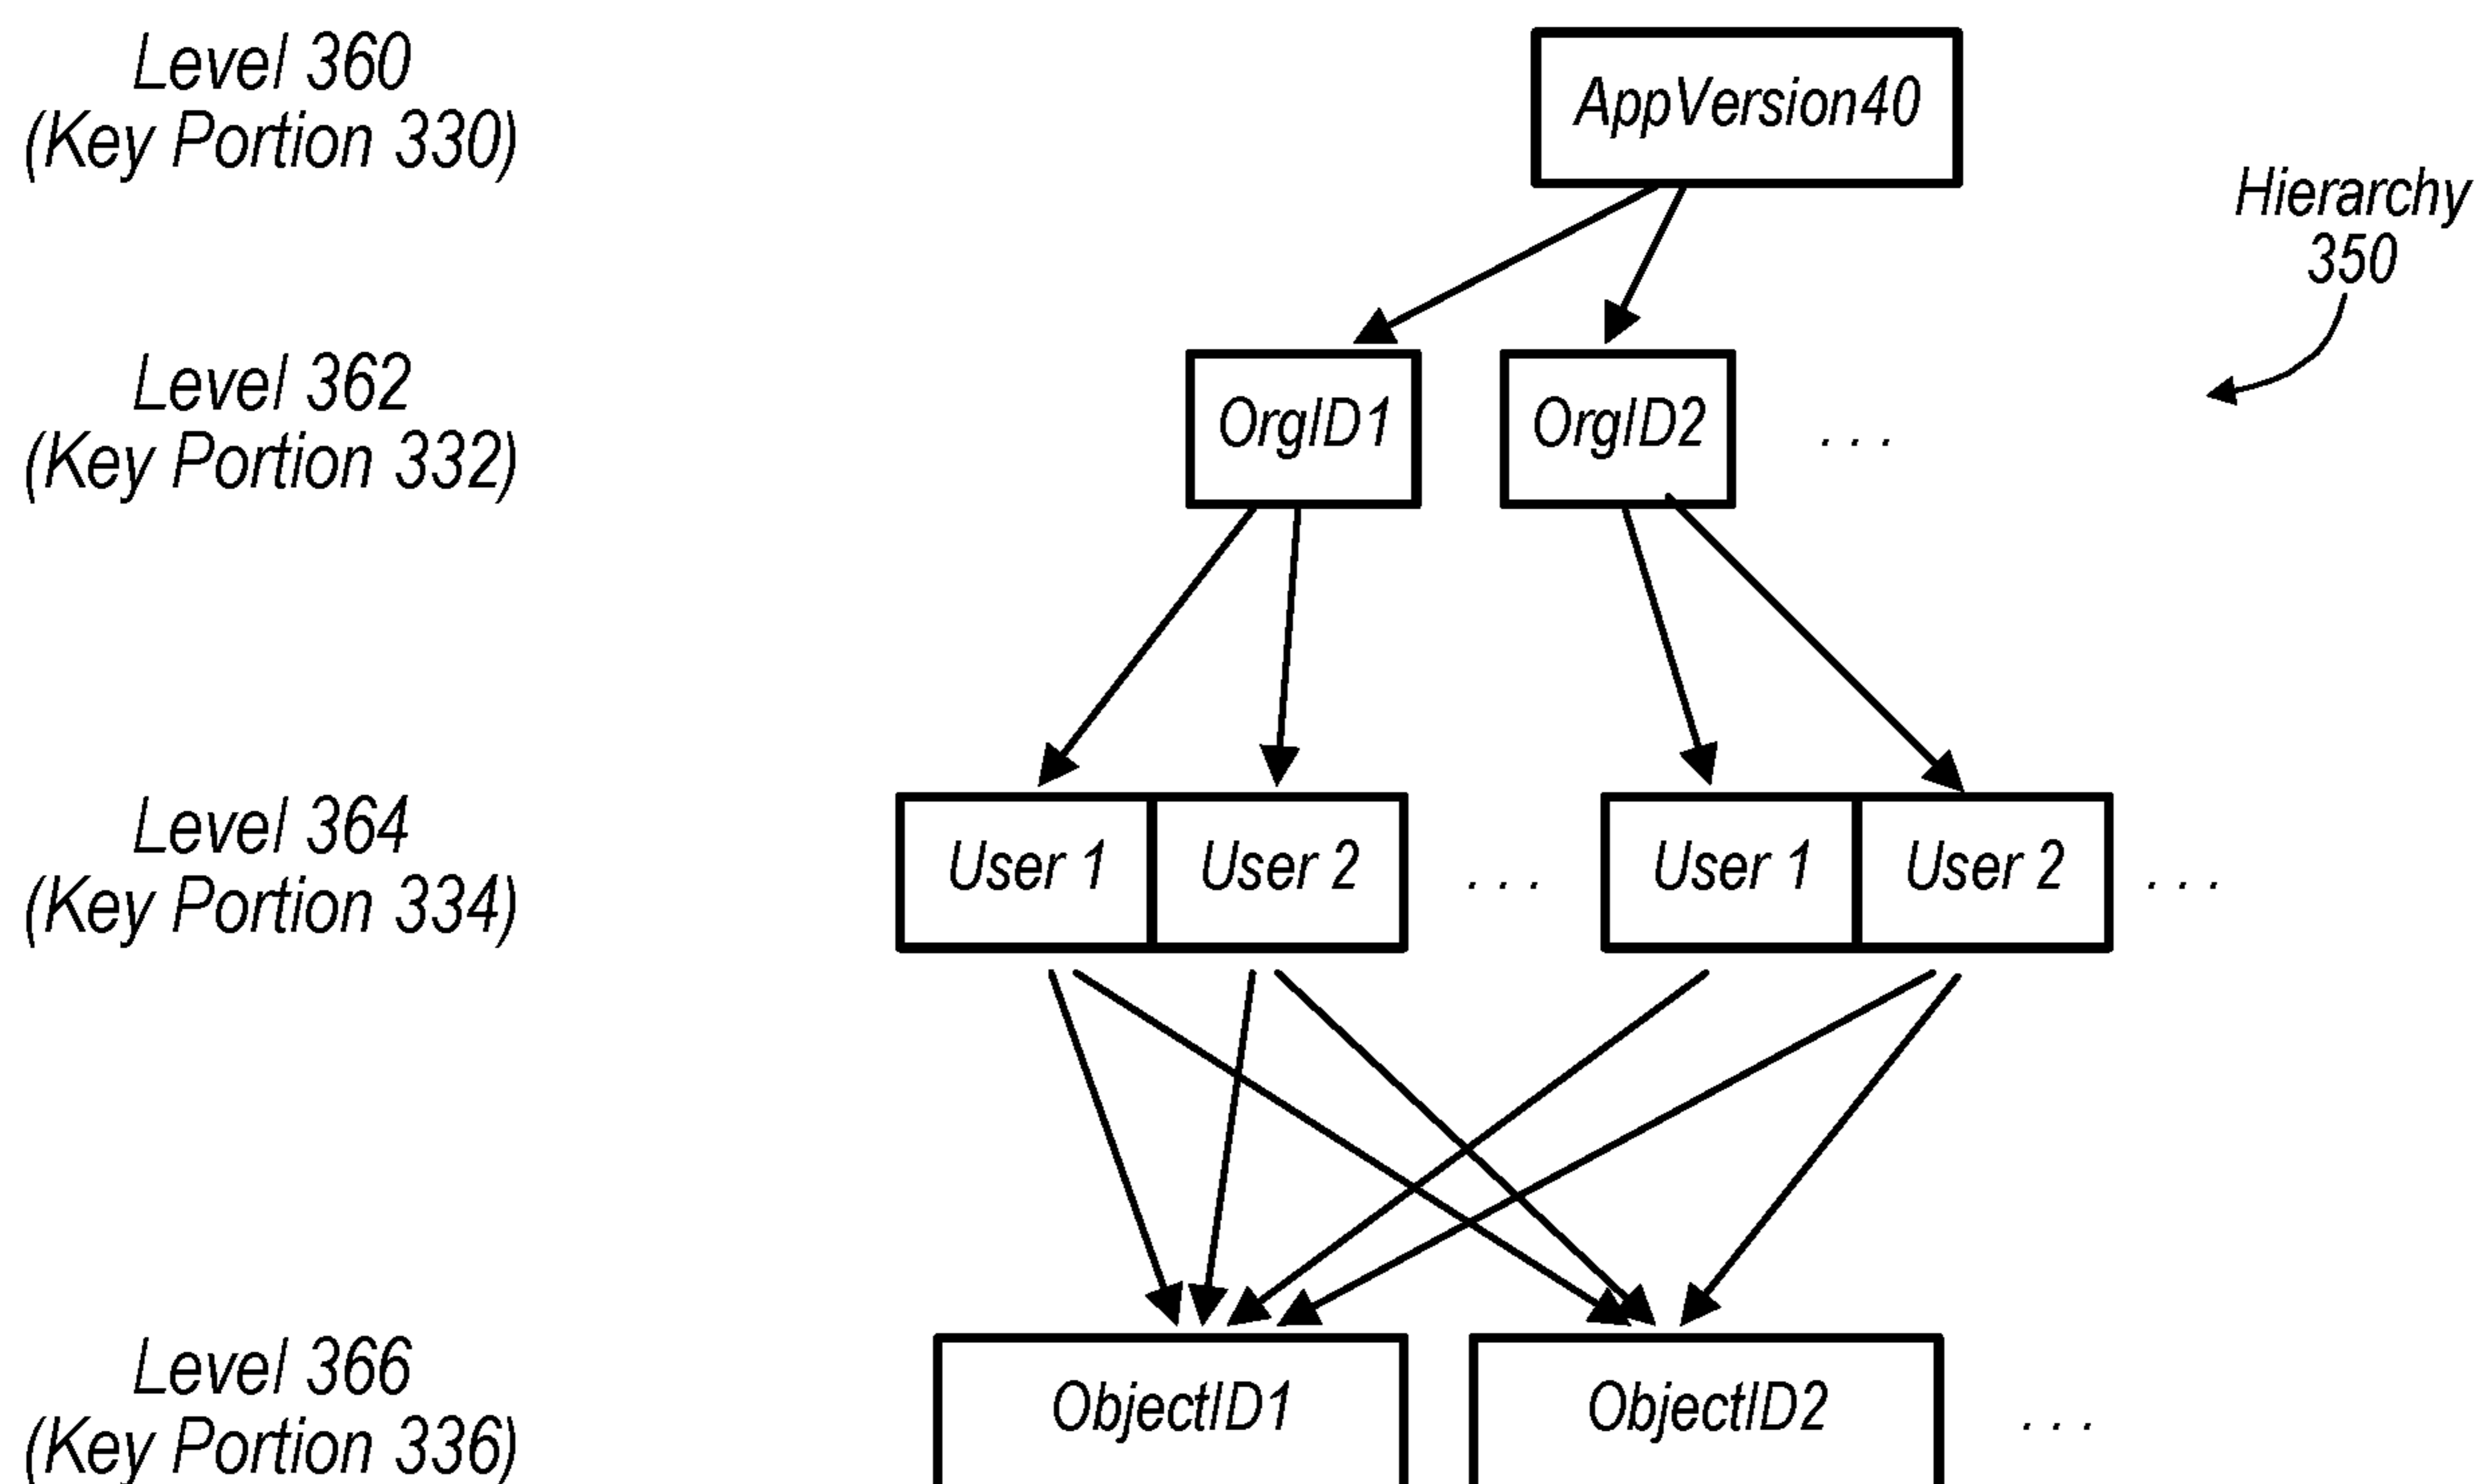 Level 360
(Key Portion 330)
AppVersion40
Hierarchy
350
Level 362
(Key Portion 332)
OrgID1
OrgID2
. . .
Level 364
(Key Portion 334)
User 1
User 2
. . .
User 1
User 2
. . .
Level 366
(Key Portion 336)
ObjectID1
ObjectID2
. . .